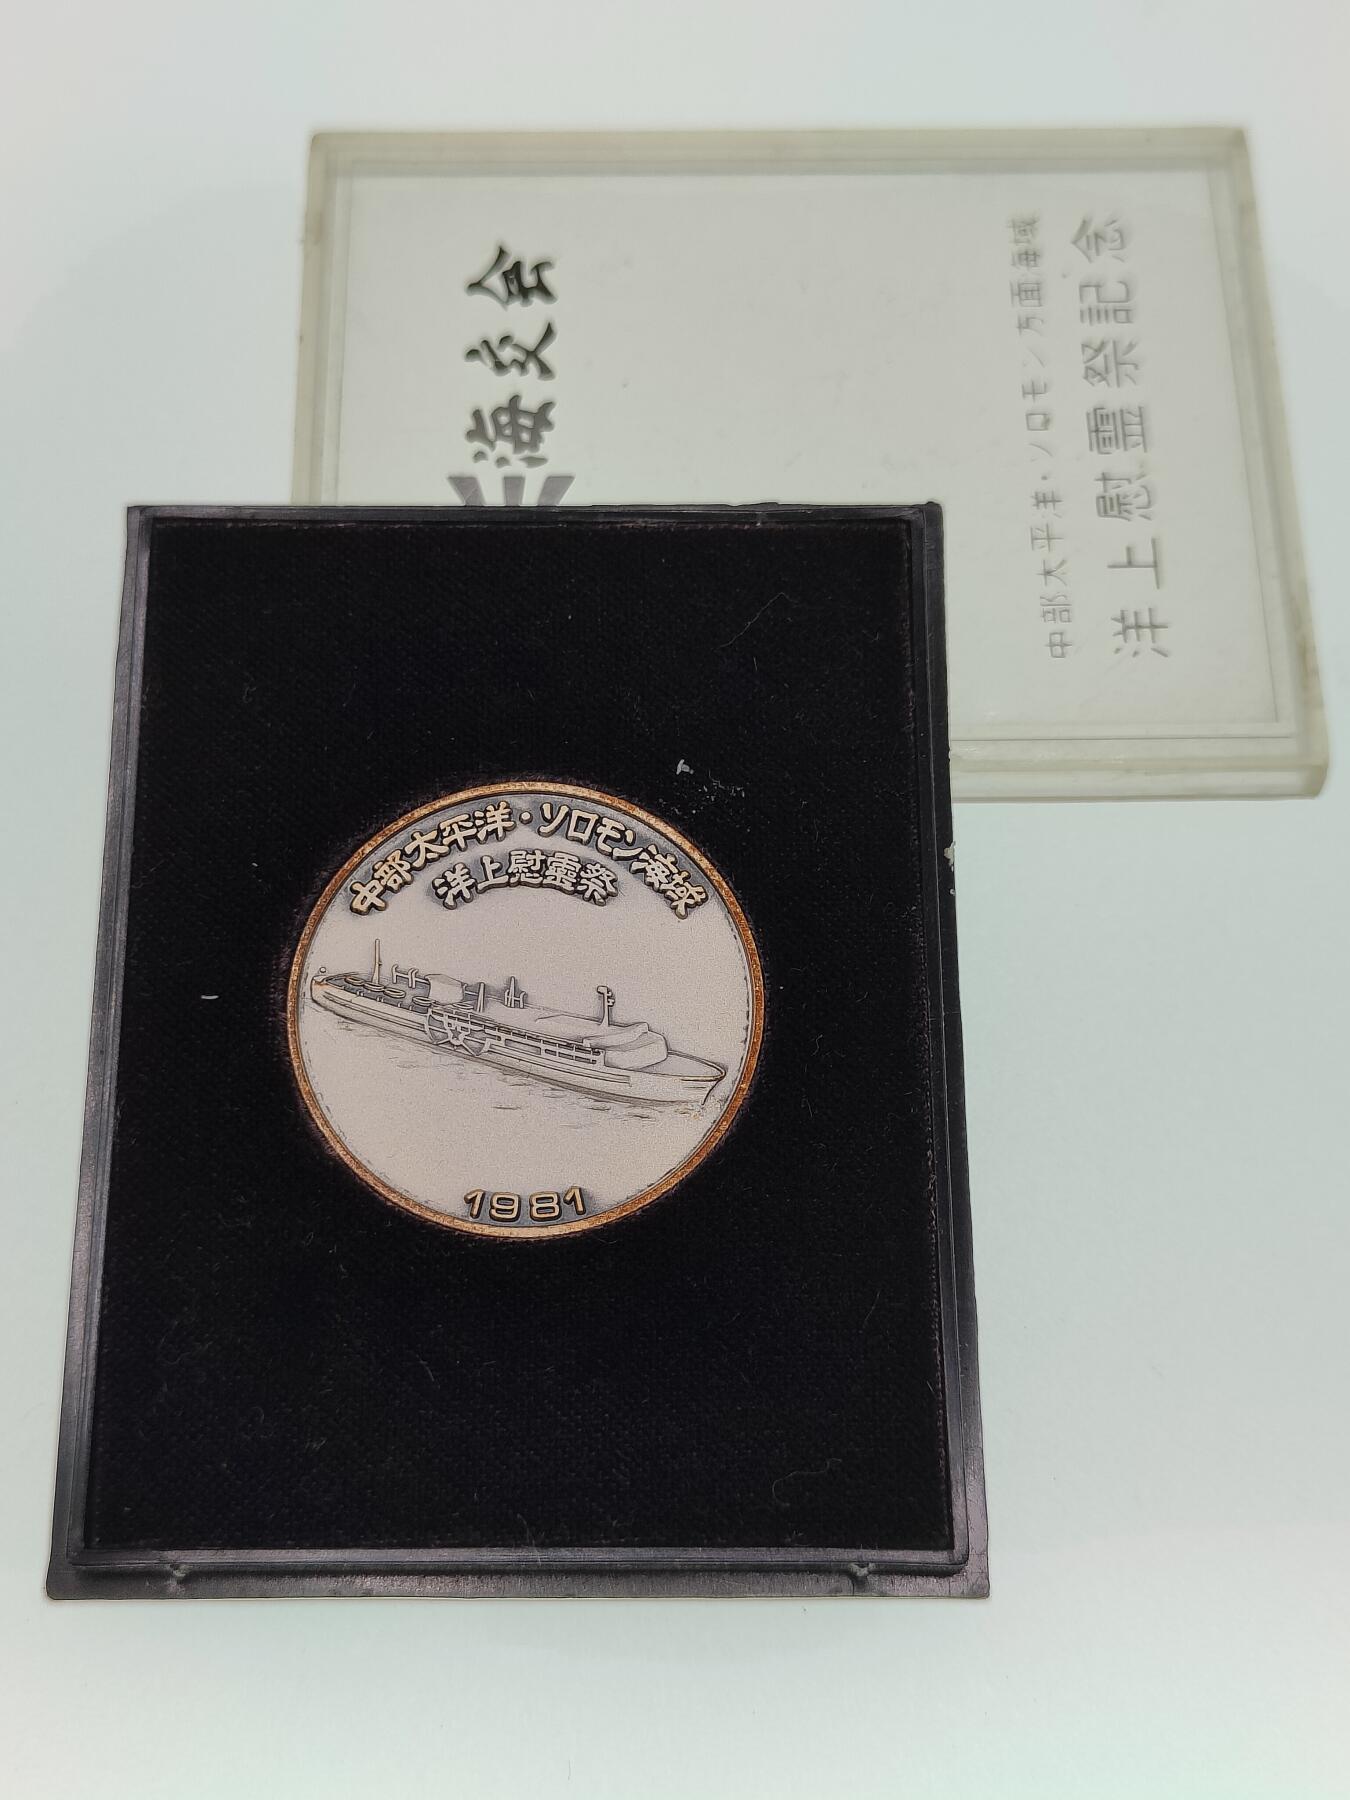 中部太平洋・ソロモン海域
洋上慰霊祭
1981
中部太平洋・ソロモン方面海域
洋上慰霊祭記念
海交会